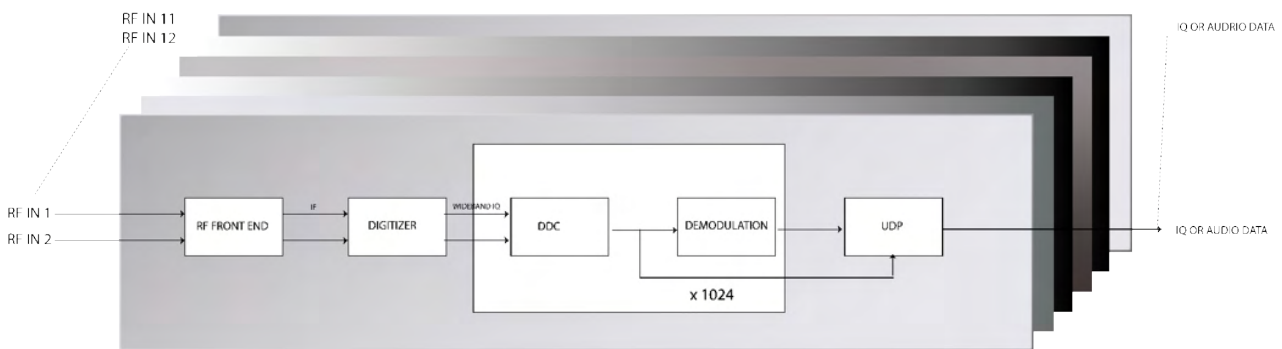 RF IN 11
RF IN 12
IQ OR AUDRIO DATA
RF IN 1
RF IN 2
RF FRONT END
IF
DIGITIZER
WIDEBAND IQ
DDC
DEMODULATION
UDP
IQ OR AUDIO DATA
x 1024